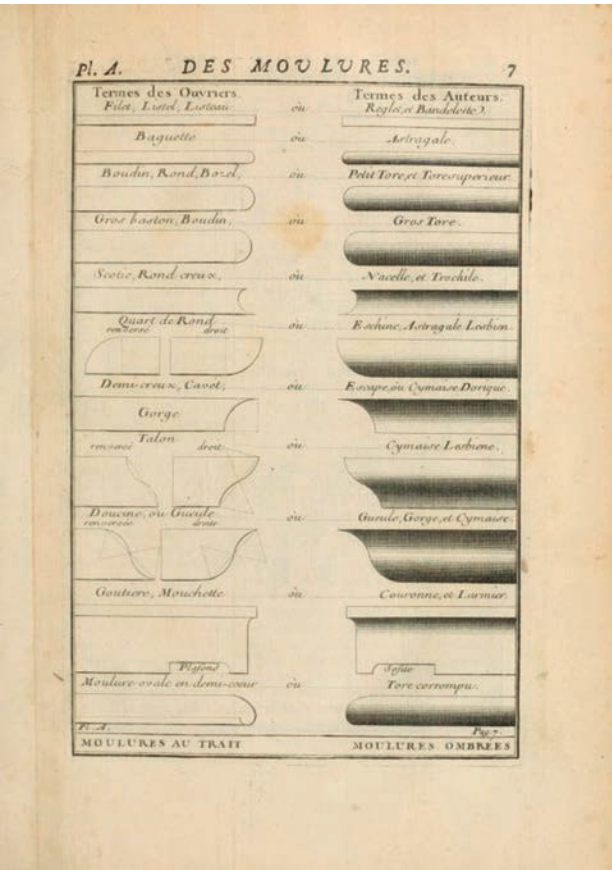 Pl. A. DES MOULURES. 7
Termes des Ouvriers. Termes des Auteurs.
Filet, Listel, Listeau ou Reglet, et Bandelette.
Baguette ou Astragale.
Boudin, Rond, Bozel, ou Petit Tore, et Tore superieur.
Gros baston, Boudin, ou Gros Tore.
Scotie, Rond creux, ou Nacelle, et Trochile.
Quart de Rond ou Eschine, Astragale Lesbien.
renversé droit
Demi-creux, Cavet, ou Escape, ou Cymaise Dorique.
Gorge
Talon ou Cymaise Lesbiene.
renversé droit
Doucine, ou Gueule ou Gueule, Gorge, et Cymaise.
renversée droite
Goutiere, Mouchette ou Couronne, et Larmier.
Plafond Sofite
Moulure ovale en demi-coeur ou Tore corrompu.
Pl. A. Pag. 7.
MOULURES AU TRAIT MOULURES OMBREES